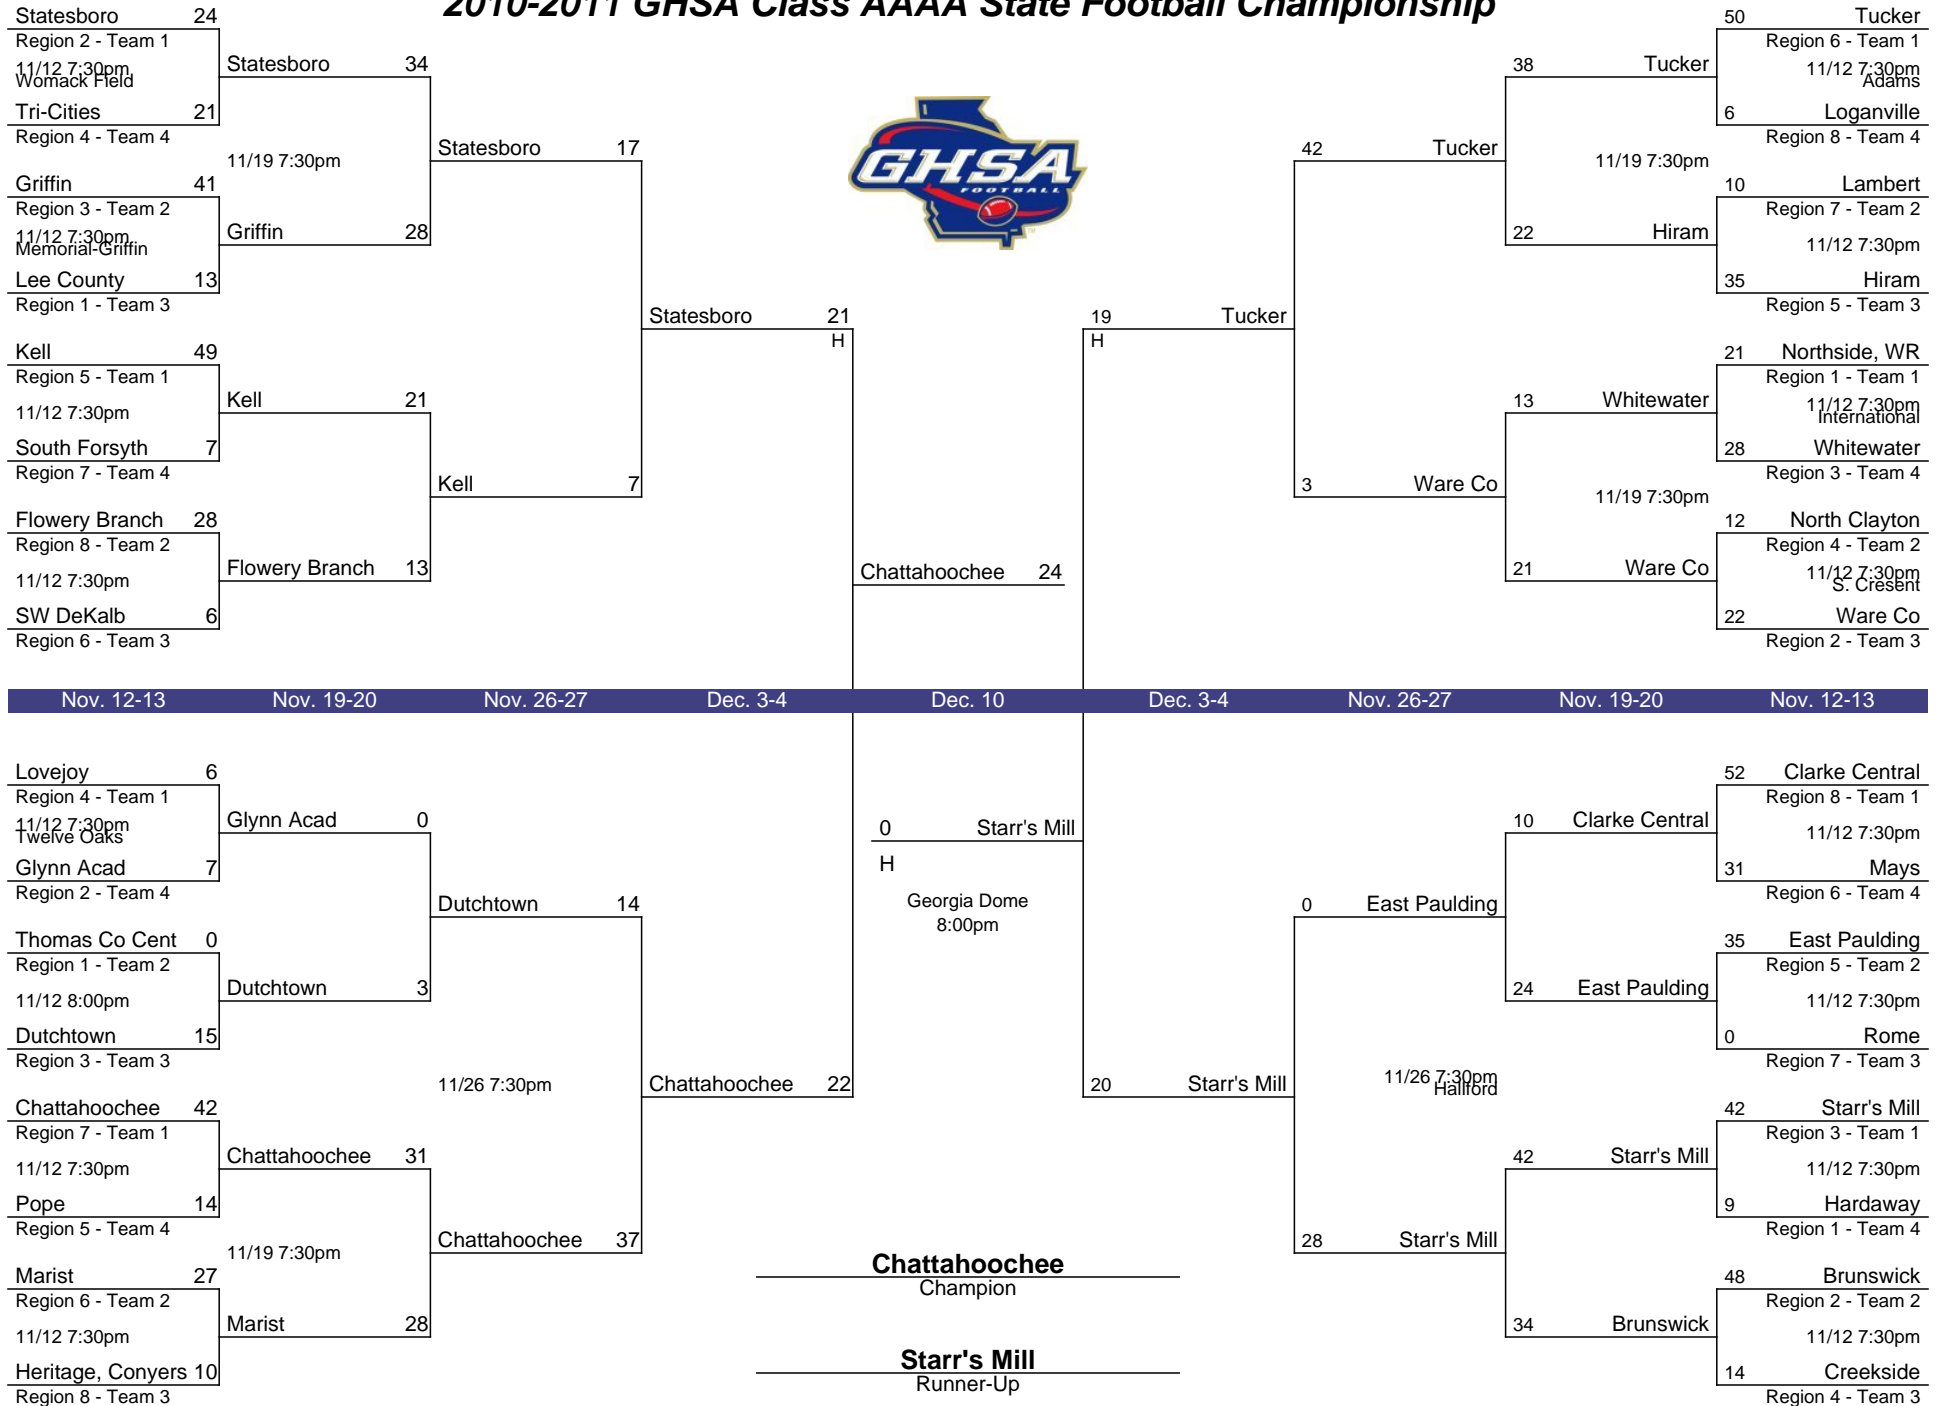 2010-2011 GHSA Class AAAA State Football Championship
Statesboro 24
Region 2 - Team 1
11/12 7:30pm
Womack Field
Tri-Cities 21
Region 4 - Team 4
Griffin 41
Region 3 - Team 2
11/12 7:30pm
Memorial-Griffin
Lee County 13
Region 1 - Team 3
Kell 49
Region 5 - Team 1
11/12 7:30pm
South Forsyth 7
Region 7 - Team 4
Flowery Branch 28
Region 8 - Team 2
11/12 7:30pm
SW DeKalb 6
Region 6 - Team 3
Statesboro 34
11/19 7:30pm
Griffin 28
Kell 21
Flowery Branch 13
Statesboro 17
Kell 7
Statesboro 21
H
GHSA
FOOTBALL
Chattahoochee 24
19 Tucker
H
42 Tucker
3 Ware Co
38 Tucker
11/19 7:30pm
22 Hiram
13 Whitewater
11/19 7:30pm
21 Ware Co
50 Tucker
Region 6 - Team 1
11/12 7:30pm
Adams
6 Loganville
Region 8 - Team 4
10 Lambert
Region 7 - Team 2
11/12 7:30pm
35 Hiram
Region 5 - Team 3
21 Northside, WR
Region 1 - Team 1
11/12 7:30pm
International
28 Whitewater
Region 3 - Team 4
12 North Clayton
Region 4 - Team 2
11/12 7:30pm
S. Cresent
22 Ware Co
Region 2 - Team 3
Nov. 12-13 Nov. 19-20 Nov. 26-27 Dec. 3-4 Dec. 10 Dec. 3-4 Nov. 26-27 Nov. 19-20 Nov. 12-13
Lovejoy 6
Region 4 - Team 1
11/12 7:30pm
Twelve Oaks
Glynn Acad 7
Region 2 - Team 4
Thomas Co Cent 0
Region 1 - Team 2
11/12 8:00pm
Dutchtown 15
Region 3 - Team 3
Chattahoochee 42
Region 7 - Team 1
11/12 7:30pm
Pope 14
Region 5 - Team 4
Marist 27
Region 6 - Team 2
11/12 7:30pm
Heritage, Conyers 10
Region 8 - Team 3
Glynn Acad 0
Dutchtown 3
Chattahoochee 31
11/19 7:30pm
Marist 28
Dutchtown 14
11/26 7:30pm
Chattahoochee 37
Chattahoochee 22
0 Starr's Mill
H
Georgia Dome
8:00pm
Chattahoochee
Champion
Starr's Mill
Runner-Up
20 Starr's Mill
0 East Paulding
11/26 7:30pm
Hallford
28 Starr's Mill
10 Clarke Central
24 East Paulding
42 Starr's Mill
34 Brunswick
52 Clarke Central
Region 8 - Team 1
11/12 7:30pm
31 Mays
Region 6 - Team 4
35 East Paulding
Region 5 - Team 2
11/12 7:30pm
0 Rome
Region 7 - Team 3
42 Starr's Mill
Region 3 - Team 1
11/12 7:30pm
9 Hardaway
Region 1 - Team 4
48 Brunswick
Region 2 - Team 2
11/12 7:30pm
14 Creekside
Region 4 - Team 3